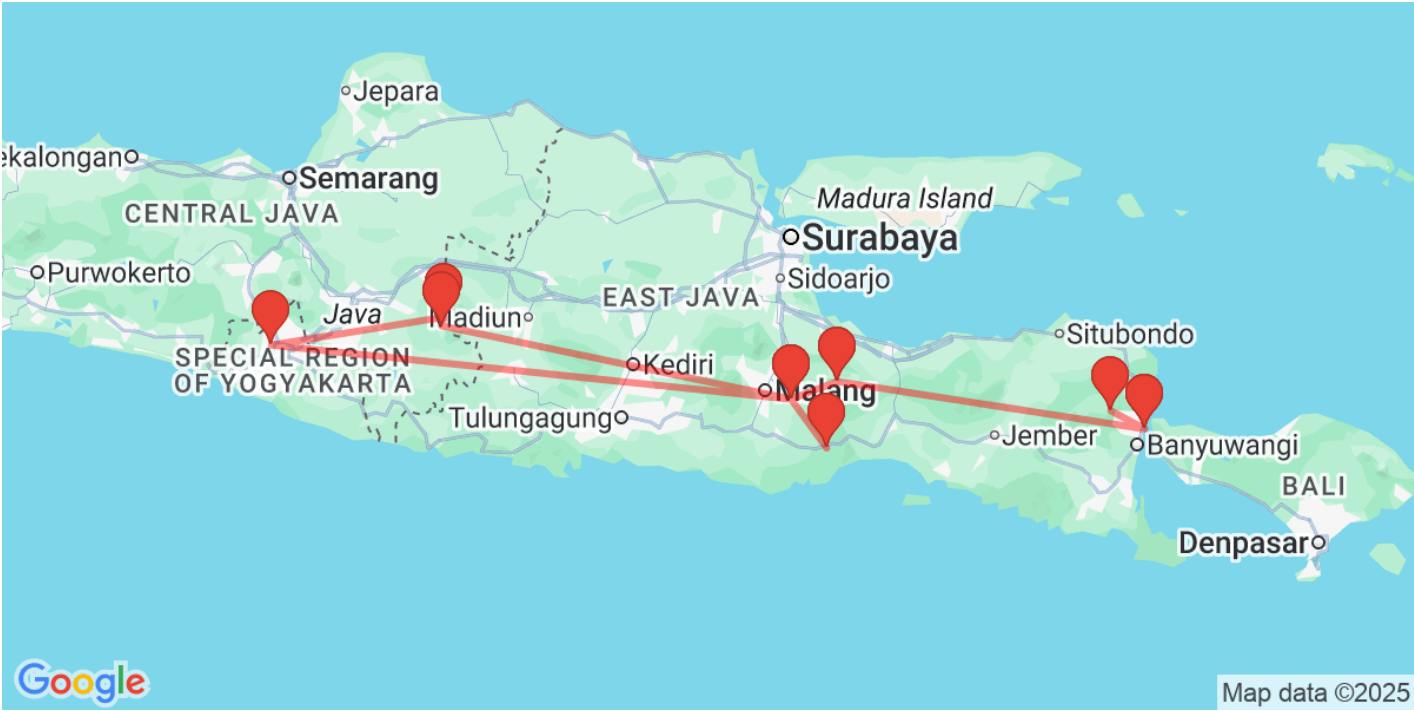 Jepara
ekalongan
Semarang
CENTRAL JAVA
Madura Island
Surabaya
Purwokerto
Sidoarjo
EAST JAVA
Java
Madiun
Situbondo
SPECIAL REGION
OF YOGYAKARTA
Kediri
Malang
Tulungagung
Jember
Banyuwangi
BALI
Denpasar
Google
Map data ©2025